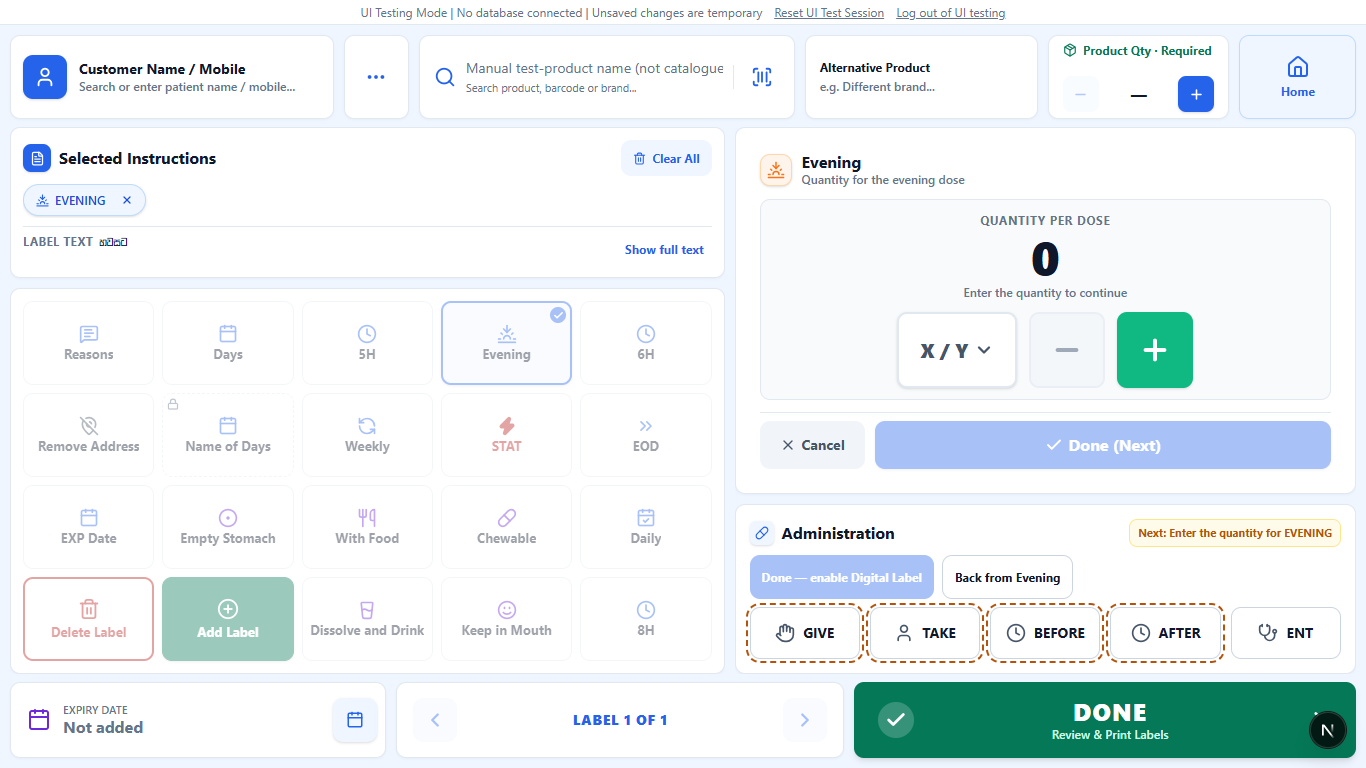 UI Testing Mode | No database connected | Unsaved changes are temporary Reset UI Test Session Log out of UI testing
Customer Name / Mobile
Search or enter patient name / mobile...
Manual test-product name (not catalogue
Search product, barcode or brand...
Alternative Product
e.g. Different brand...
Product Qty · Required
Home
Selected Instructions
Clear All
EVENING
LABEL TEXT
Show full text
Reasons
Days
5H
Evening
6H
Remove Address
Name of Days
Weekly
STAT
EOD
EXP Date
Empty Stomach
With Food
Chewable
Daily
Delete Label
Add Label
Dissolve and Drink
Keep in Mouth
8H
Evening
Quantity for the evening dose
QUANTITY PER DOSE
0
Enter the quantity to continue
X / Y
Cancel
Done (Next)
Administration
Next: Enter the quantity for EVENING
Done — enable Digital Label
Back from Evening
GIVE
TAKE
BEFORE
AFTER
ENT
EXPIRY DATE
Not added
LABEL 1 OF 1
DONE
Review & Print Labels
N